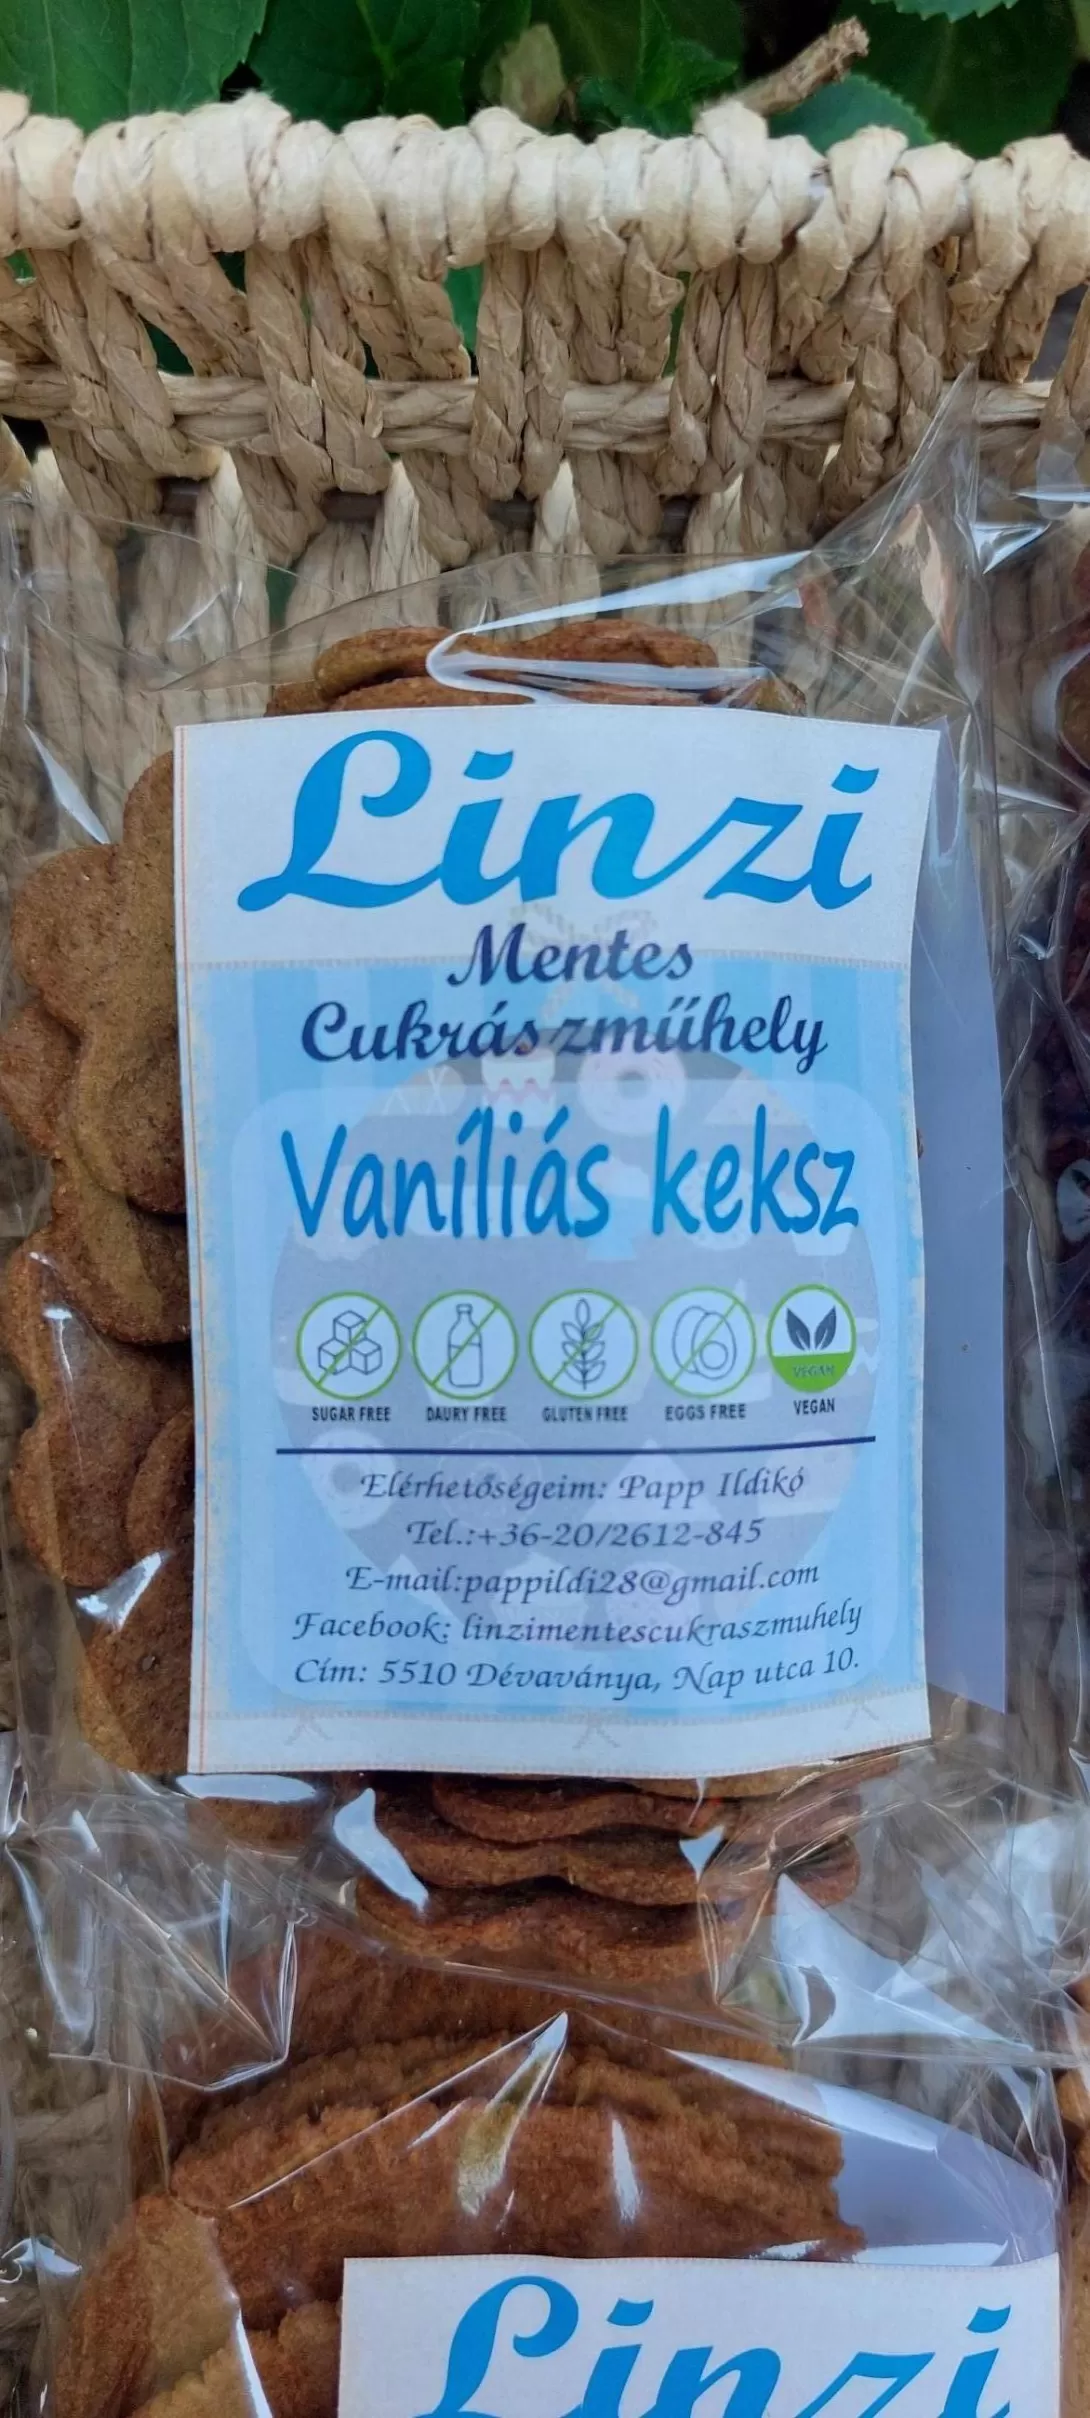 Linzi
Mentes
Cukrászműhely
Vaníliás keksz
VEGAN
SUGAR FREE DAURY FREE GLUTEN FREE EGGS FREE VEGAN
Elérhetőségeim: Papp Ildikó
Tel.:+36-20/2612-845
E-mail:pappildi28@gmail.com
Facebook: linzimentescukraszmuhely
Cím: 5510 Dévaványa, Nap utca 10.
Linzi